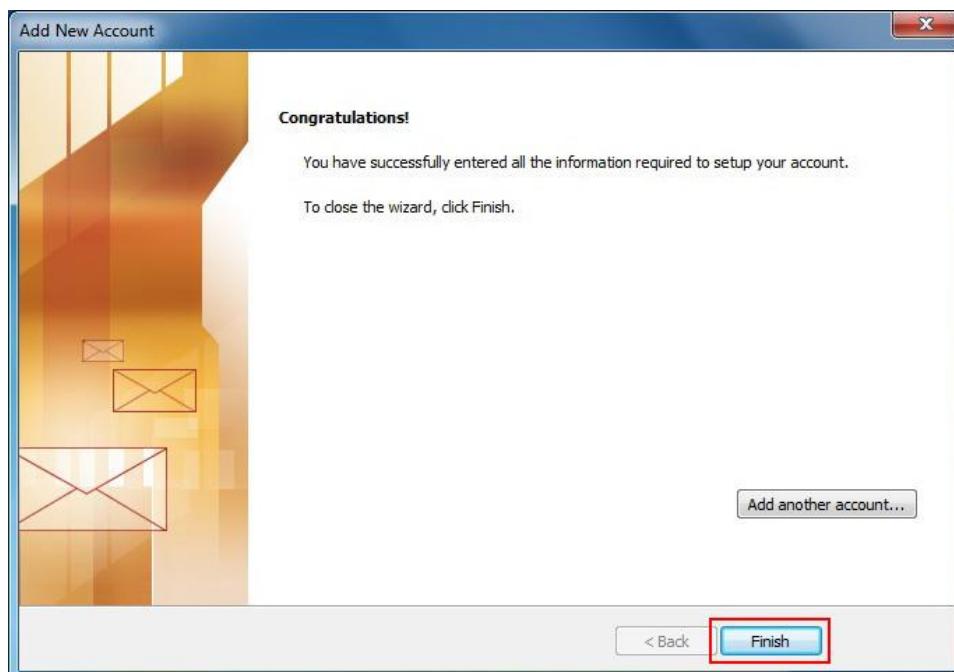 Add New Account
Congratulations!
You have successfully entered all the information required to setup your account.
To close the wizard, click Finish.
Add another account...
< Back
Finish